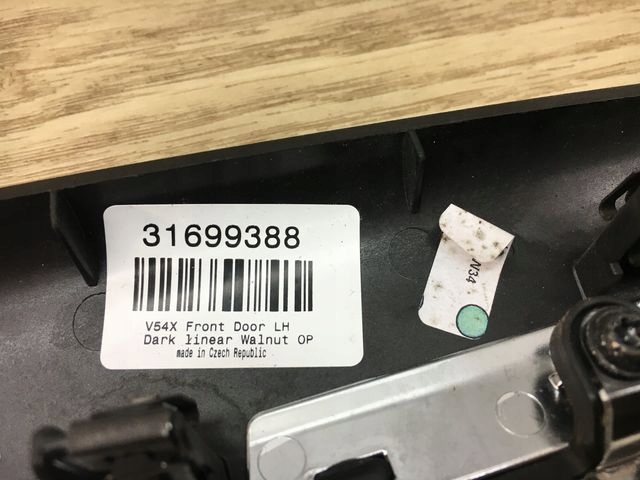 31699388
V54X Front Door LH
Dark linear Walnut OP
made in Czech Republic
N34